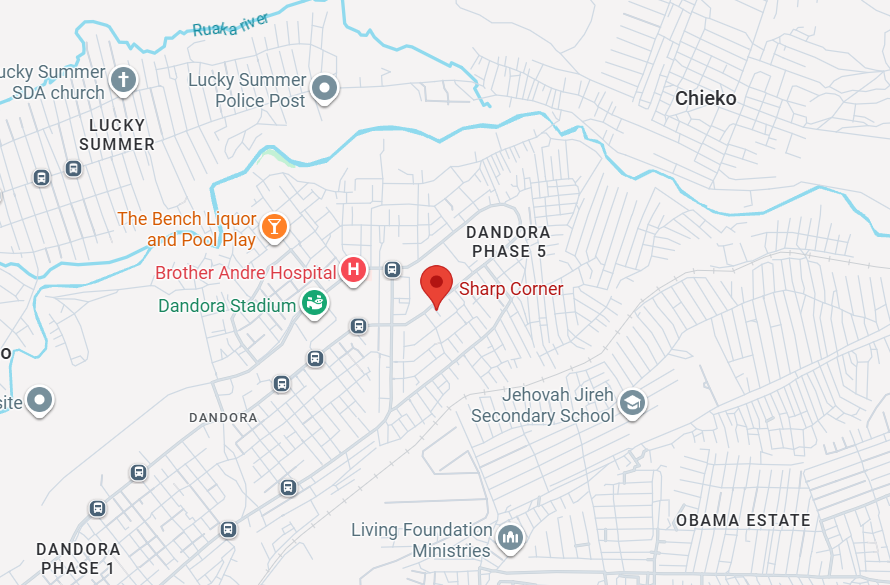 Ruaka river
ucky Summer
SDA church
Lucky Summer
Police Post
Chieko
LUCKY
SUMMER
The Bench Liquor
and Pool Play
DANDORA
PHASE 5
Brother Andre Hospital
H
Sharp Corner
Dandora Stadium
o
site
Jehovah Jireh
Secondary School
DANDORA
OBAMA ESTATE
Living Foundation
Ministries
DANDORA
PHASE 1